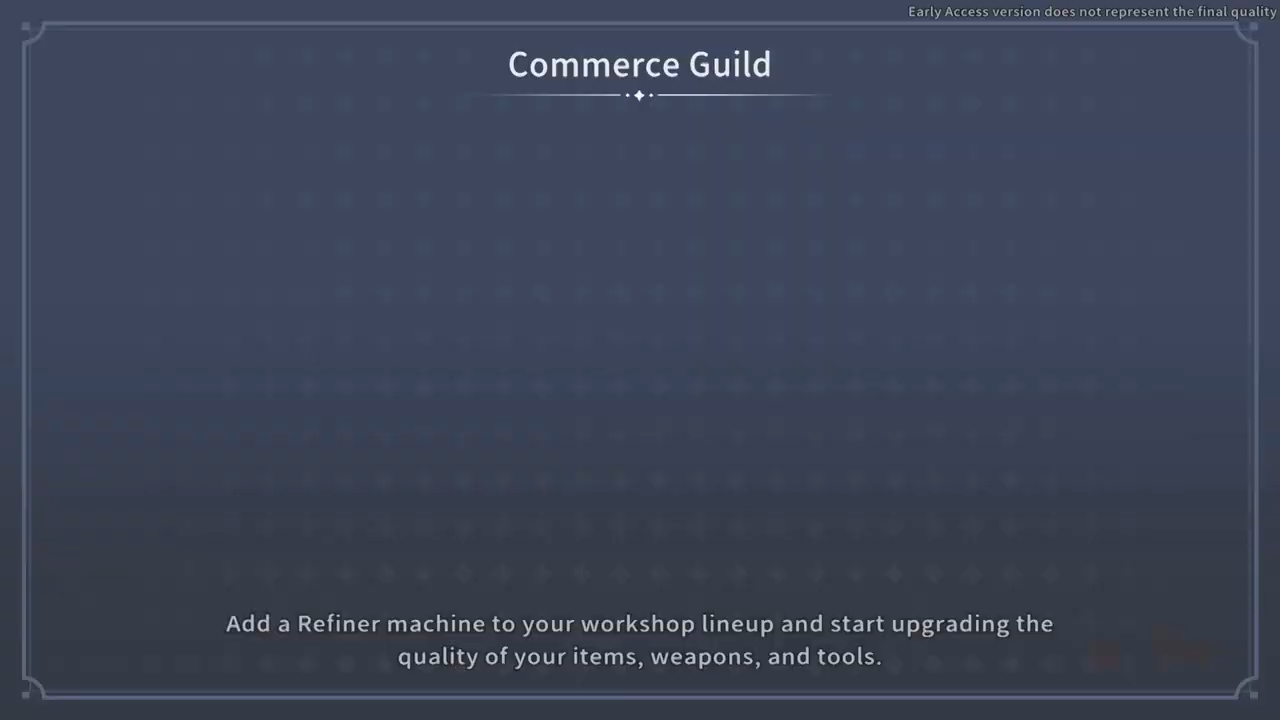 Early Access version does not represent the final quality
Commerce Guild
Add a Refiner machine to your workshop lineup and start upgrading the
quality of your items, weapons, and tools.